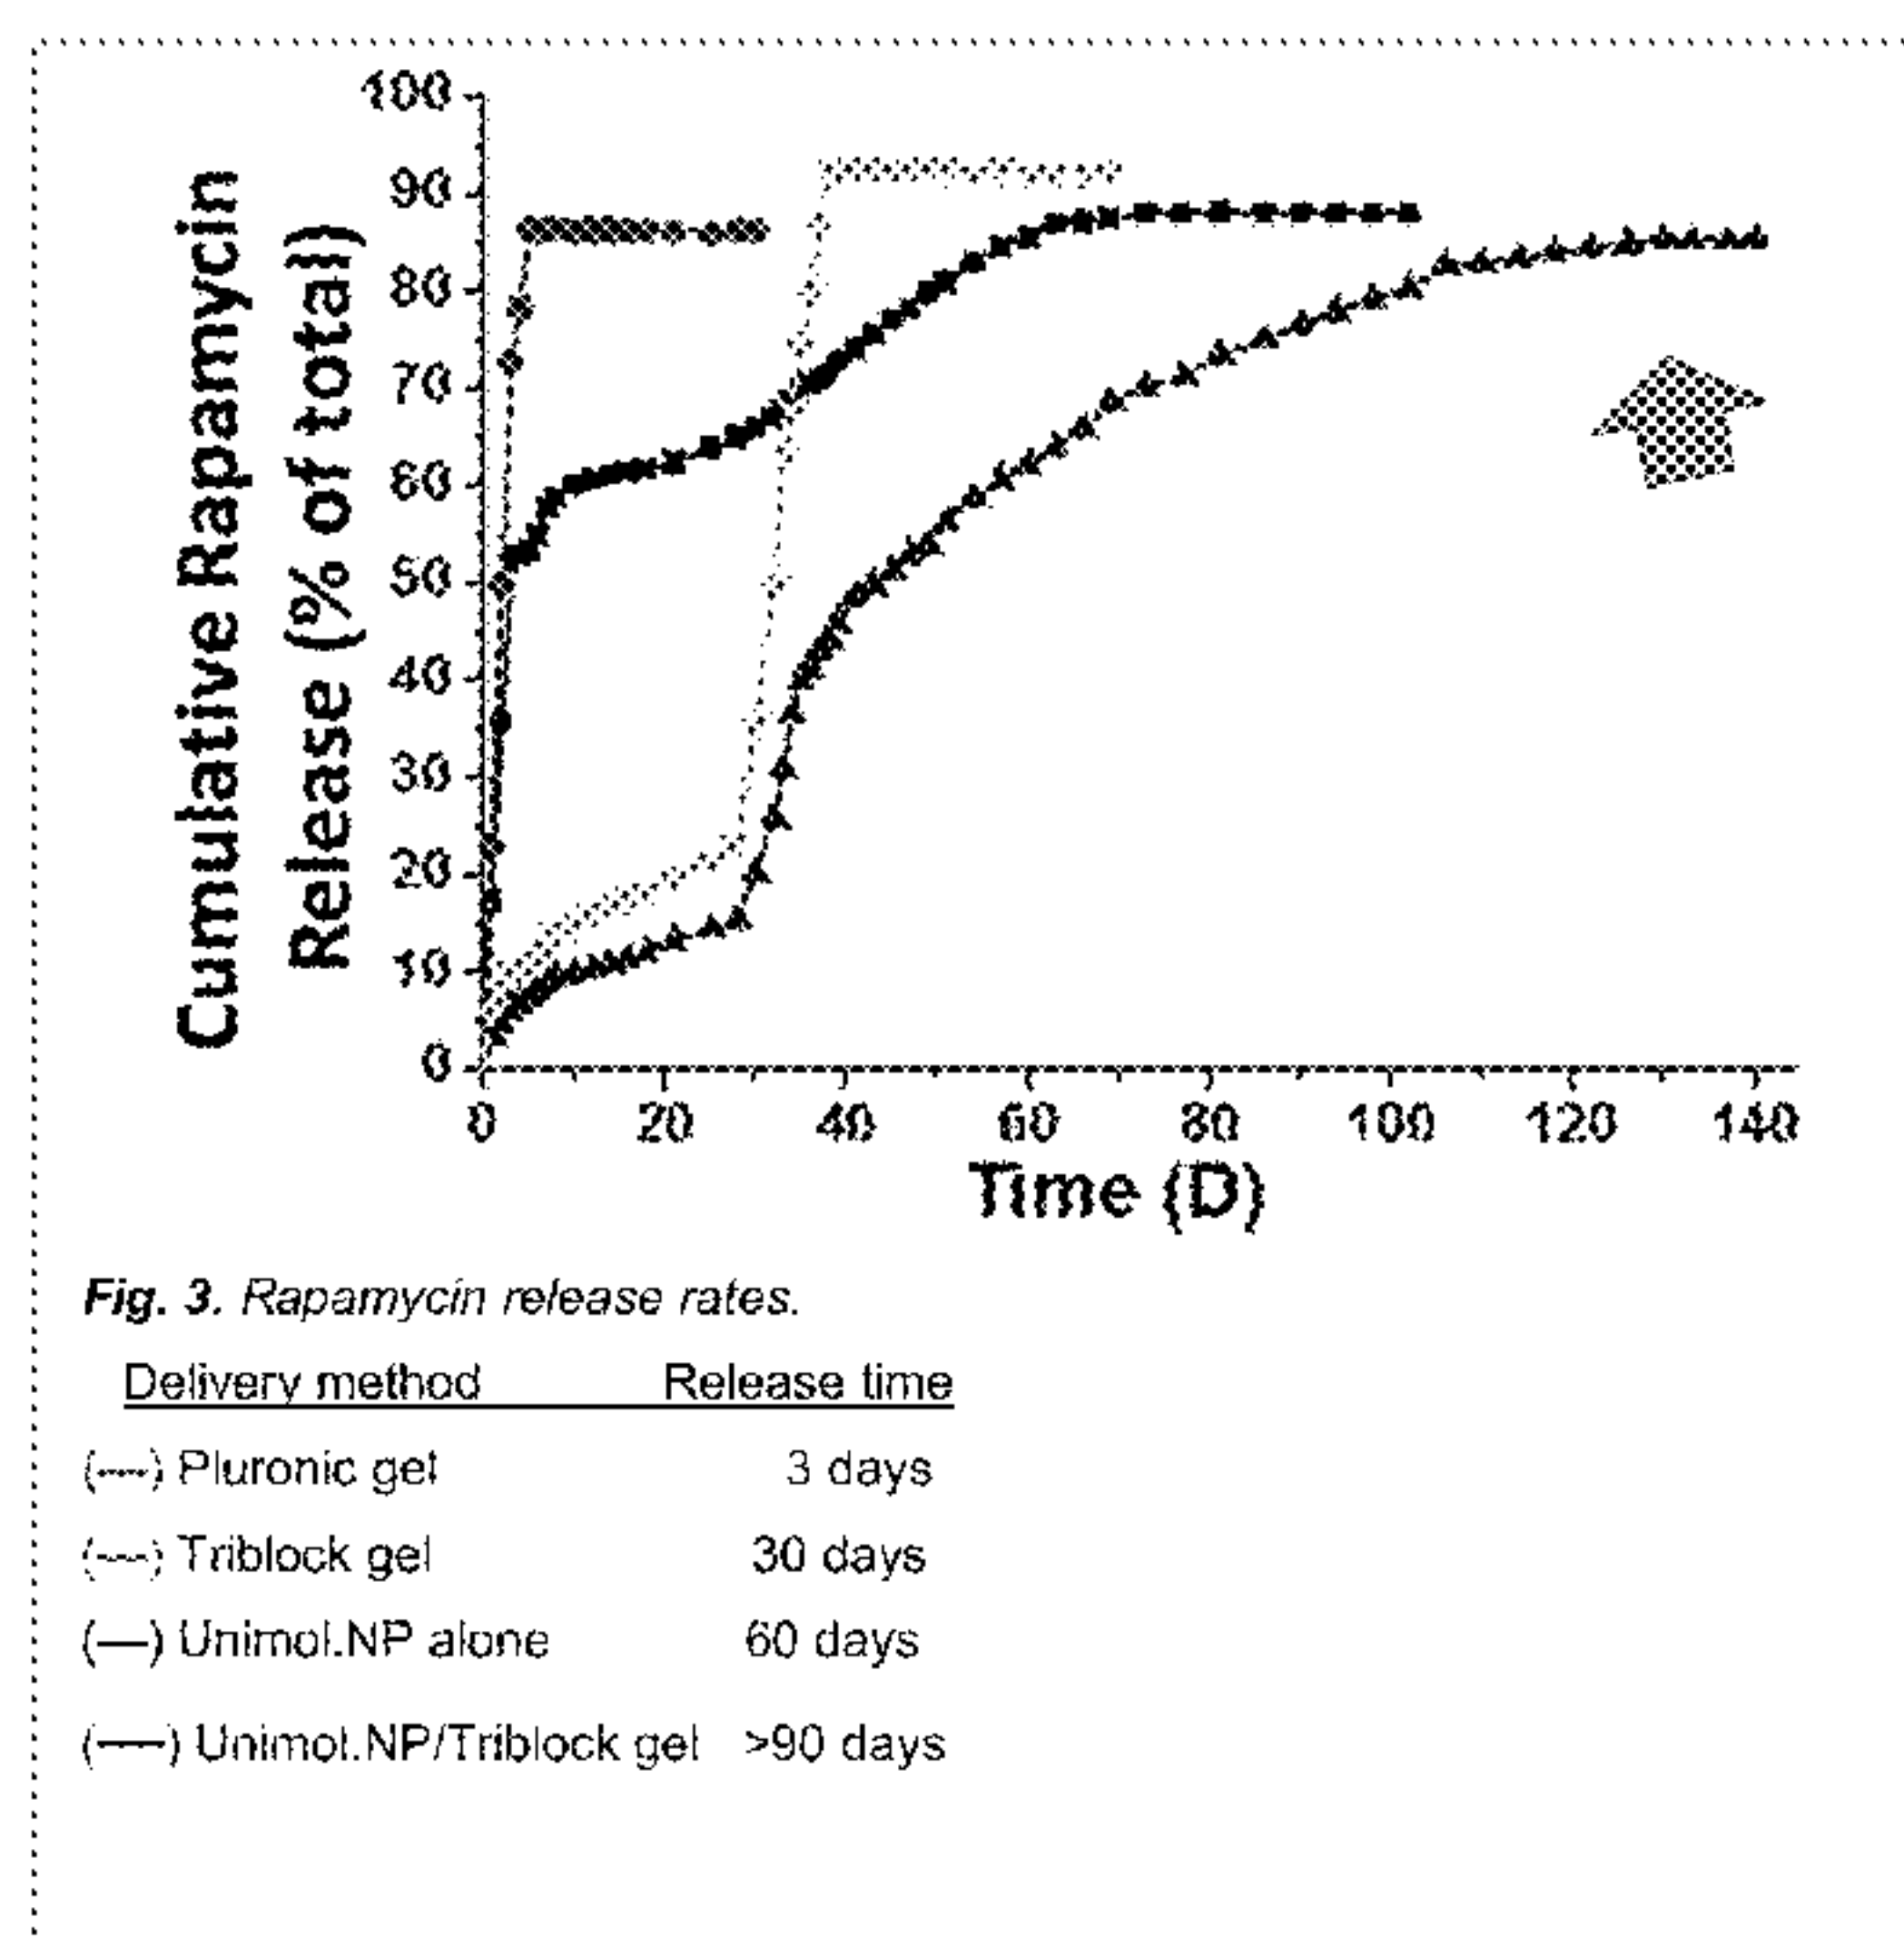 Cumulative Rapamycin
Release (% of total)
100
90
80
70
60
50
40
30
20
10
0
0 20 40 60 80 100 120 140
Time (D)
Fig. 3. Rapamycin release rates.
Delivery method Release time
(----) Pluronic gel 3 days
(----) Triblock gel 30 days
(—) Unimol.NP alone 60 days
(—) Unimol.NP/Triblock gel >90 days